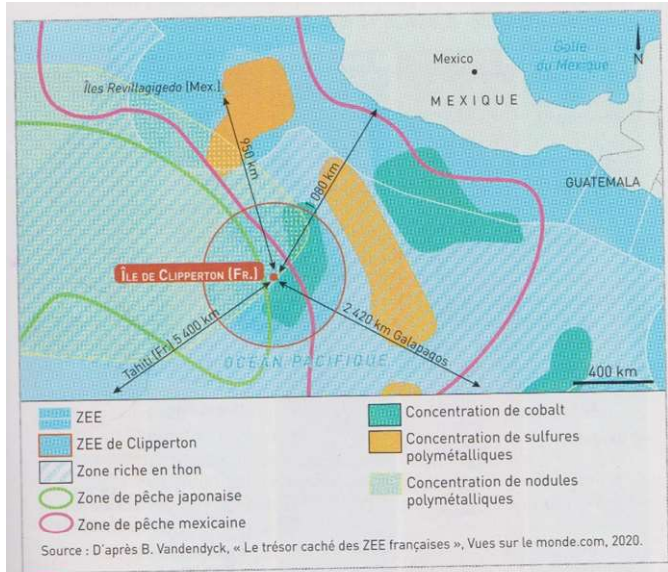 Golfe
du Mexique
N
Mexico
MEXIQUE
Îles Revillagigedo (Mex.)
950 km
1 080 km
GUATEMALA
ÎLE DE CLIPPERTON (FR.)
Tahiti (Fr.) 5 400 km
2 420 km Galapagos
OCÉAN PACIFIQUE
400 km
ZEE
ZEE de Clipperton
Zone riche en thon
Zone de pêche japonaise
Zone de pêche mexicaine
Concentration de cobalt
Concentration de sulfures
polymétalliques
Concentration de nodules
polymétalliques
Source : D'après B. Vandendyck, « Le trésor caché des ZEE françaises », Vues sur le monde.com, 2020.